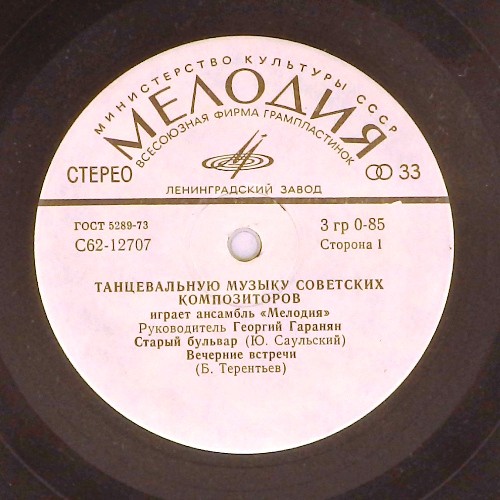 МИНИСТЕРСТВО КУЛЬТУРЫ СССР
МЕЛОДИЯ
ВСЕСОЮЗНАЯ ФИРМА ГРАМПЛАСТИНОК
СТЕРЕО
33
ЛЕНИНГРАДСКИЙ ЗАВОД
ГОСТ 5289-73
3 гр 0-85
С62-12707
Сторона 1
ТАНЦЕВАЛЬНУЮ МУЗЫКУ СОВЕТСКИХ
КОМПОЗИТОРОВ
играет ансамбль «Мелодия»
Руководитель Георгий Гаранян
Старый бульвар (Ю. Саульский)
Вечерние встречи
(Б. Терентьев)